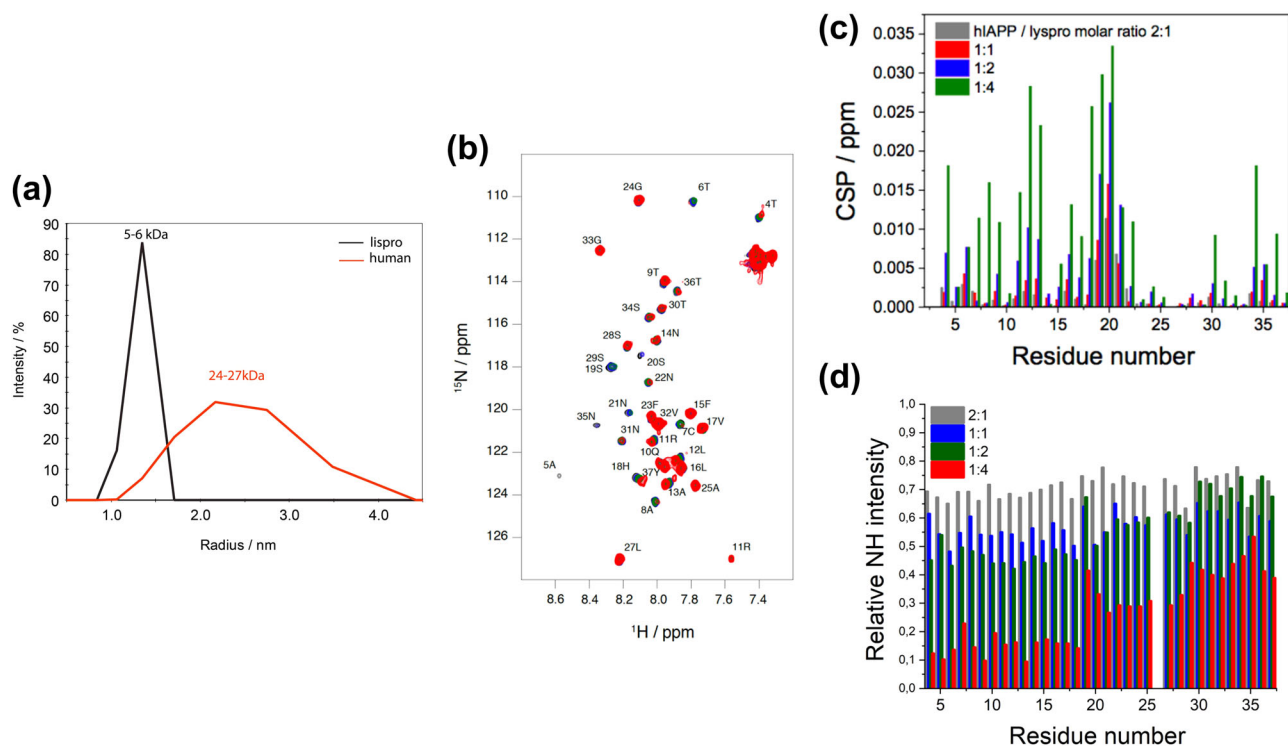 (a)
90
80
70
60
50
40
30
20
10
0
Intensity / %
5-6 kDa
24-27kDa
lispro
human
1.0
2.0
3.0
4.0
Radius / nm
(b)
110
112
114
116
118
120
122
124
126
15N / ppm
24G
6T
4T
33G
9T
36T
30T
34S
14N
28S
29S
19S
20S
22N
21N
23F
32V
15F
35N
17V
7C
31N
11R
10Q
12L
18H
37Y
16L
5A
13A
25A
8A
27L
11R
8.6
8.4
8.2
8.0
7.8
7.6
7.4
1H / ppm
(c)
0.035
0.030
0.025
0.020
0.015
0.010
0.005
0.000
CSP / ppm
hIAPP / lyspro molar ratio 2:1
1:1
1:2
1:4
5
10
15
20
25
30
35
Residue number
(d)
1,0
0,9
0,8
0,7
0,6
0,5
0,4
0,3
0,2
0,1
0,0
Relative NH intensity
2:1
1:1
1:2
1:4
5
10
15
20
25
30
35
Residue number